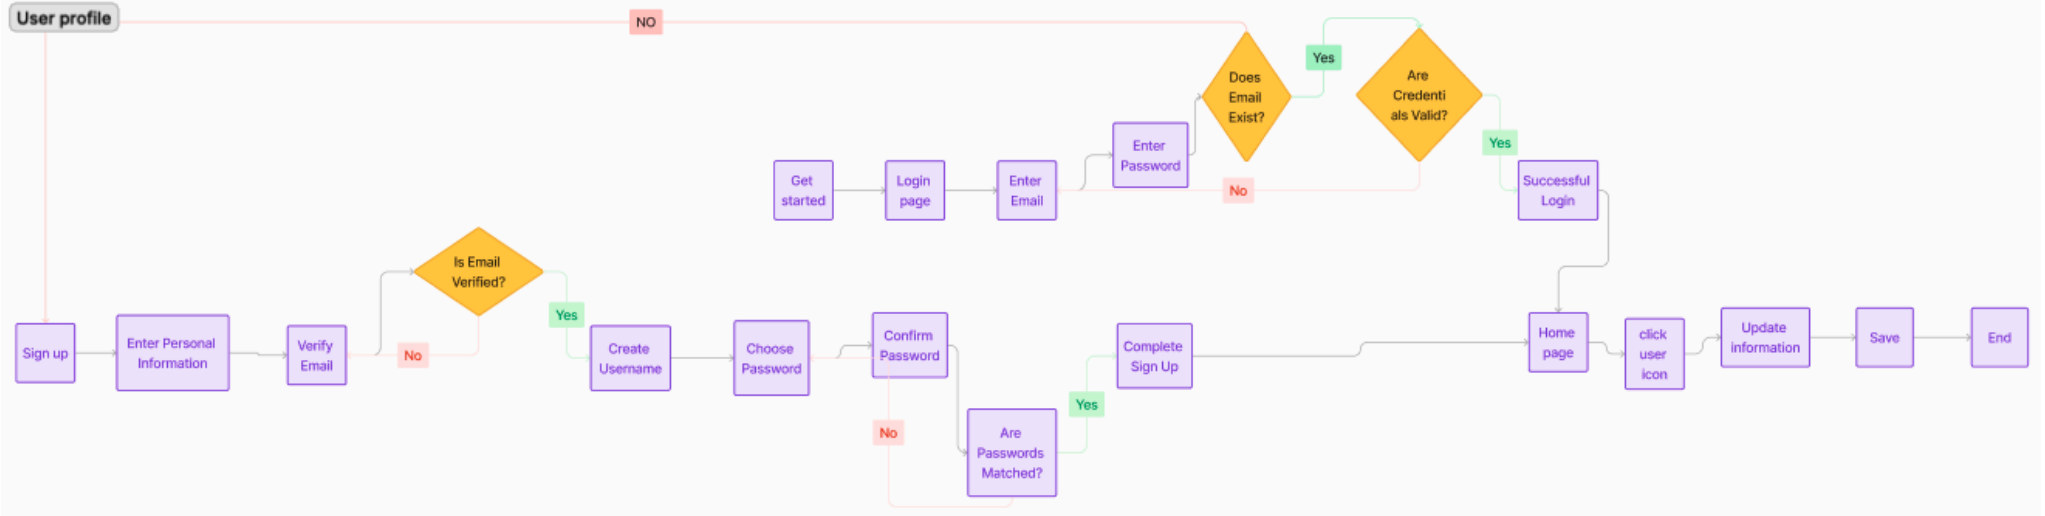 User profile
NO
Does
Email
Exist?
Yes
Are
Credenti
als Valid?
Yes
Enter
Password
Get
started
Login
page
Enter
Email
No
Successful
Login
Is Email
Verified?
Yes
Sign up
Enter Personal
Information
Verify
Email
No
Create
Username
Choose
Password
Confirm
Password
No
Are
Passwords
Matched?
Yes
Complete
Sign Up
Home
page
click
user
icon
Update
information
Save
End